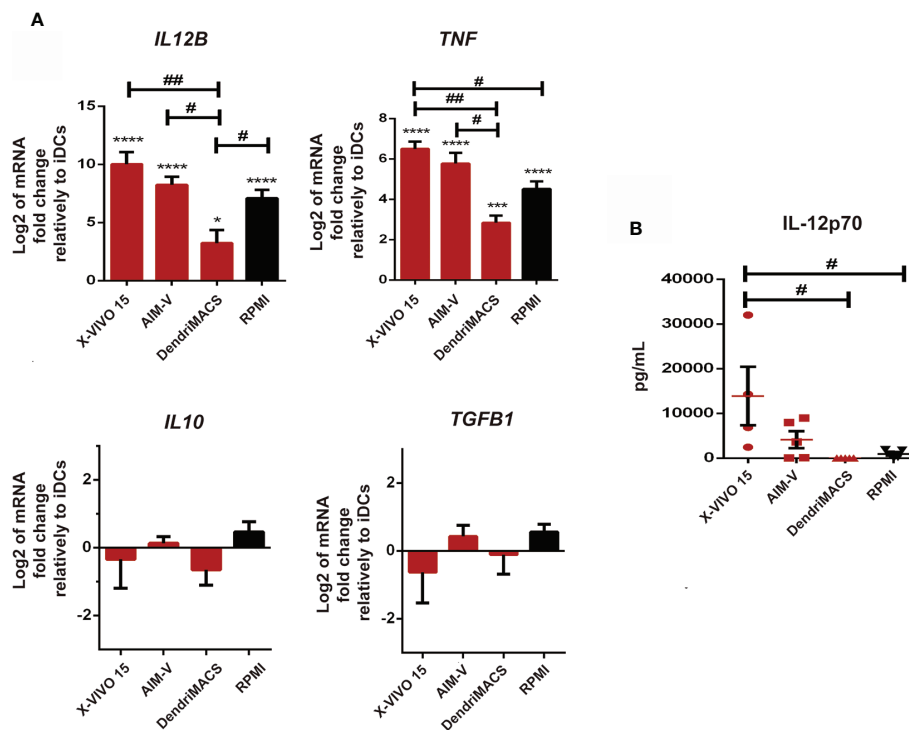 A
IL12B
##
#
#
15
10
5
0
****
****
*
****
Log2 of mRNA
fold change
relatively to iDCs
X-VIVO 15
AIM-V
DendriMACS
RPMI
TNF
#
##
#
8
6
4
2
0
****
****
***
****
Log2 of mRNA
fold change
relatively to iDCs
X-VIVO 15
AIM-V
DendriMACS
RPMI
IL10
2
0
-2
Log2 of mRNA
fold change
relatively to iDCs
X-VIVO 15
AIM-V
DendriMACS
RPMI
TGFB1
2
0
-2
Log2 of mRNA
fold change
relatively to iDCs
X-VIVO 15
AIM-V
DendriMACS
RPMI
B
IL-12p70
#
#
40000
30000
20000
10000
0
pg/mL
X-VIVO 15
AIM-V
DendriMACS
RPMI